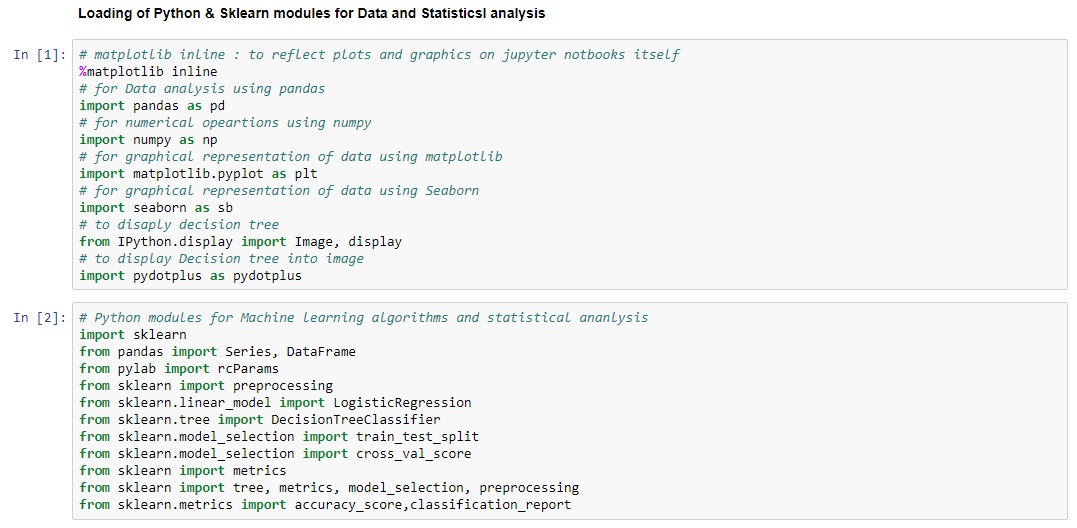 Loading of Python & Sklearn modules for Data and Statisticsl analysis
In [1]: # matplotlib inline : to reflect plots and graphics on jupyter notbooks itself
%matplotlib inline
# for Data analysis using pandas
import pandas as pd
# for numerical opeartions using numpy
import numpy as np
# for graphical representation of data using matplotlib
import matplotlib.pyplot as plt
# for graphical representation of data using Seaborn
import seaborn as sb
# to disaply decision tree
from IPython.display import Image, display
# to display Decision tree into image
import pydotplus as pydotplus
In [2]: # Python modules for Machine learning algorithms and statistical ananlysis
import sklearn
from pandas import Series, DataFrame
from pylab import rcParams
from sklearn import preprocessing
from sklearn.linear_model import LogisticRegression
from sklearn.tree import DecisionTreeClassifier
from sklearn.model_selection import train_test_split
from sklearn.model_selection import cross_val_score
from sklearn import metrics
from sklearn import tree, metrics, model_selection, preprocessing
from sklearn.metrics import accuracy_score,classification_report